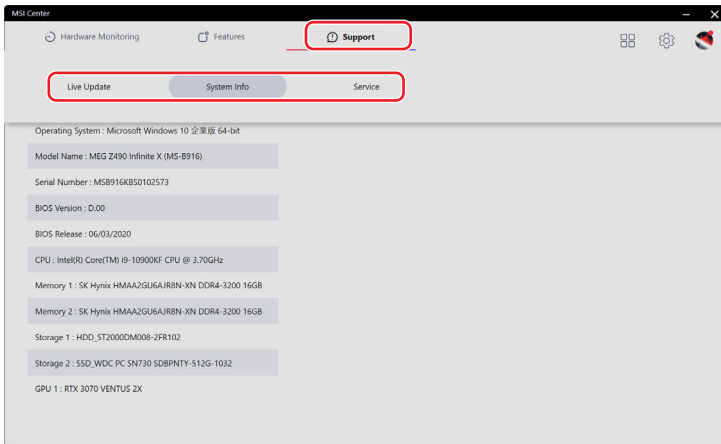 MSI Center
Hardware Monitoring
Features
Support
Live Update
System Info
Service
Operating System : Microsoft Windows 10 企業版 64-bit
Model Name : MEG Z490 Infinite X (MS-B916)
Serial Number : MSB916KBS0102573
BIOS Version : D.00
BIOS Release : 06/03/2020
CPU : Intel(R) Core(TM) i9-10900KF CPU @ 3.70GHz
Memory 1 : SK Hynix HMAA2GU6AJR8N-XN DDR4-3200 16GB
Memory 2 : SK Hynix HMAA2GU6AJR8N-XN DDR4-3200 16GB
Storage 1 : HDD_ST2000DM008-2FR102
Storage 2 : SSD_WDC PC SN730 SDBPNTY-512G-1032
GPU 1 : RTX 3070 VENTUS 2X